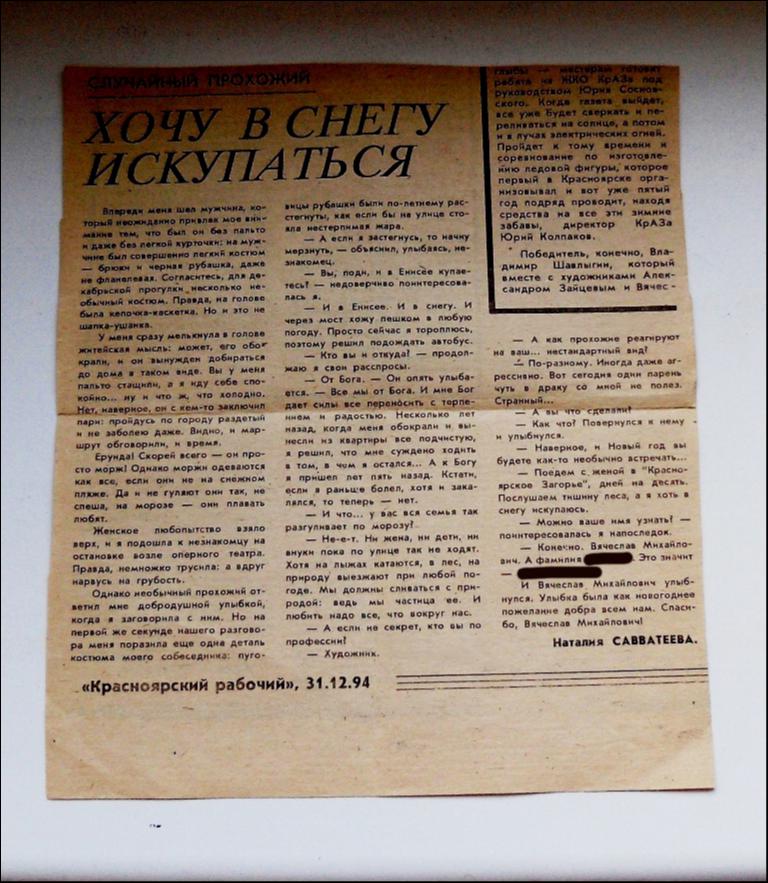 СЛУЧАЙНЫЙ ПРОХОЖИЙ
ХОЧУ В СНЕГУ
ИСКУПАТЬСЯ
Впереди меня шел мужчина, ко-
торый неожиданно привлек мое вни-
мание тем, что был он без пальто
и даже без легкой курточки: на муж-
чине был совершенно легкий костюм
— брюки и черная рубашка, даже
не фланелевая. Согласитесь, для де-
кабрьской прогулки несколько не-
обычный костюм. Правда, на голове
была кепочка-каскетка. Но и это не
шапка-ушанка.
У меня сразу мелькнула в голове
житейская мысль: может, его обо-
крали, и он вынужден добираться
до дома в таком виде. Вы у меня
пальто стащили, а я иду себе спо-
койно... ну и что ж, что холодно.
Нет, наверное, он с кем-то заключил
пари: пройдусь по городу раздетый
и не заболею даже. Видно, и мар-
шрут обговорили, и время.
Ерунда! Скорей всего — он про-
сто морж! Однако моржи одеваются
как все, если они не на снежном
пляже. Да и не гуляют они так, не
спеша, на морозе — они плавать
любят.
Женское любопытство взяло
верх, и я подошла к незнакомцу на
остановке возле оперного театра.
Правда, немножко трусила: а вдруг
нарвусь на грубость.
Однако необычный прохожий от-
ветил мне добродушной улыбкой,
когда я заговорила с ним. Но на
первой же секунде нашего разгово-
ра меня поразила еще одна деталь
костюма моего собеседника: пуго-
вицы рубашки были по-летнему рас-
стегнуты, как если бы на улице сто-
яла нестерпимая жара.
— А если я застегнусь, то начну
мерзнуть, — объяснил, улыбаясь, не-
знакомец.
— Вы, поди, и в Енисее купае-
тесь? — недоверчиво поинтересова-
лась я.
— И в Енисее. И в снегу. И
через мост хожу пешком в любую
погоду. Просто сейчас я тороплюсь,
поэтому решил подождать автобус.
— Кто вы и откуда? — продол-
жаю я свои расспросы.
— От Бога. — Он опять улыба-
ется. — Все мы от Бога. И мне Бог
дает силы все переносить с терпе-
нием и радостью. Несколько лет
назад, когда меня обокрали и вы-
несли из квартиры все подчистую,
я решил, что мне суждено ходить
в том, в чем я остался... А к Богу
я пришел лет пять назад. Кстати,
если я раньше болел, хотя и зака-
лялся, то теперь — нет.
— И что... у вас вся семья так
разгуливает по морозу?
— Не-е-т. Ни жена, ни дети, ни
внуки пока по улице так не ходят.
Хотя на лыжах катаются, в лес, на
природу выезжают при любой по-
годе. Мы должны сливаться с при-
родой: ведь мы частица ее. И
любить надо все, что вокруг нас.
— А если не секрет, кто вы по
профессии?
— Художник.
глыбы — мастерам готовят
ребята из ЖКО КрАЗа под
руководством Юрия Соснов-
ского. Когда газета выйдет,
все уже будет сверкать и пе-
реливаться на солнце, а потом
и в лучах электрических огней.
Пройдет к тому времени и
соревнование по изготовле-
нию ледовой фигуры, которое
первый в Красноярске орга-
низовывал и вот уже пятый
год подряд проводит, находя
средства на все эти зимние
забавы, директор КрАЗа
Юрий Колпаков.
Победитель, конечно, Вла-
димир Шавлыгин, который
вместе с художниками Алек-
сандром Зайцевым и Вячес-
— А как прохожие реагируют
на ваш... нестандартный вид?
— По-разному. Иногда даже аг-
рессивно. Вот сегодня один парень
чуть в драку со мной не полез.
Странный...
— А вы что сделали?
— Как что? Повернулся к нему
и улыбнулся.
— Наверное, и Новый год вы
будете как-то необычно встречать...
— Поедем с женой в "Красно-
ярское Загорье", дней на десять.
Послушаем тишину леса, а я хоть в
снегу искупаюсь.
— Можно ваше имя узнать? —
поинтересовалась я напоследок.
— Конечно. Вячеслав Михайло-
вич. А фамилия Это значит
—
И Вячеслав Михайлович улыб-
нулся. Улыбка была как новогоднее
пожелание добра всем нам. Спаси-
бо, Вячеслав Михайлович!
Наталия САВВАТЕЕВА.
«Красноярский рабочий», 31.12.94